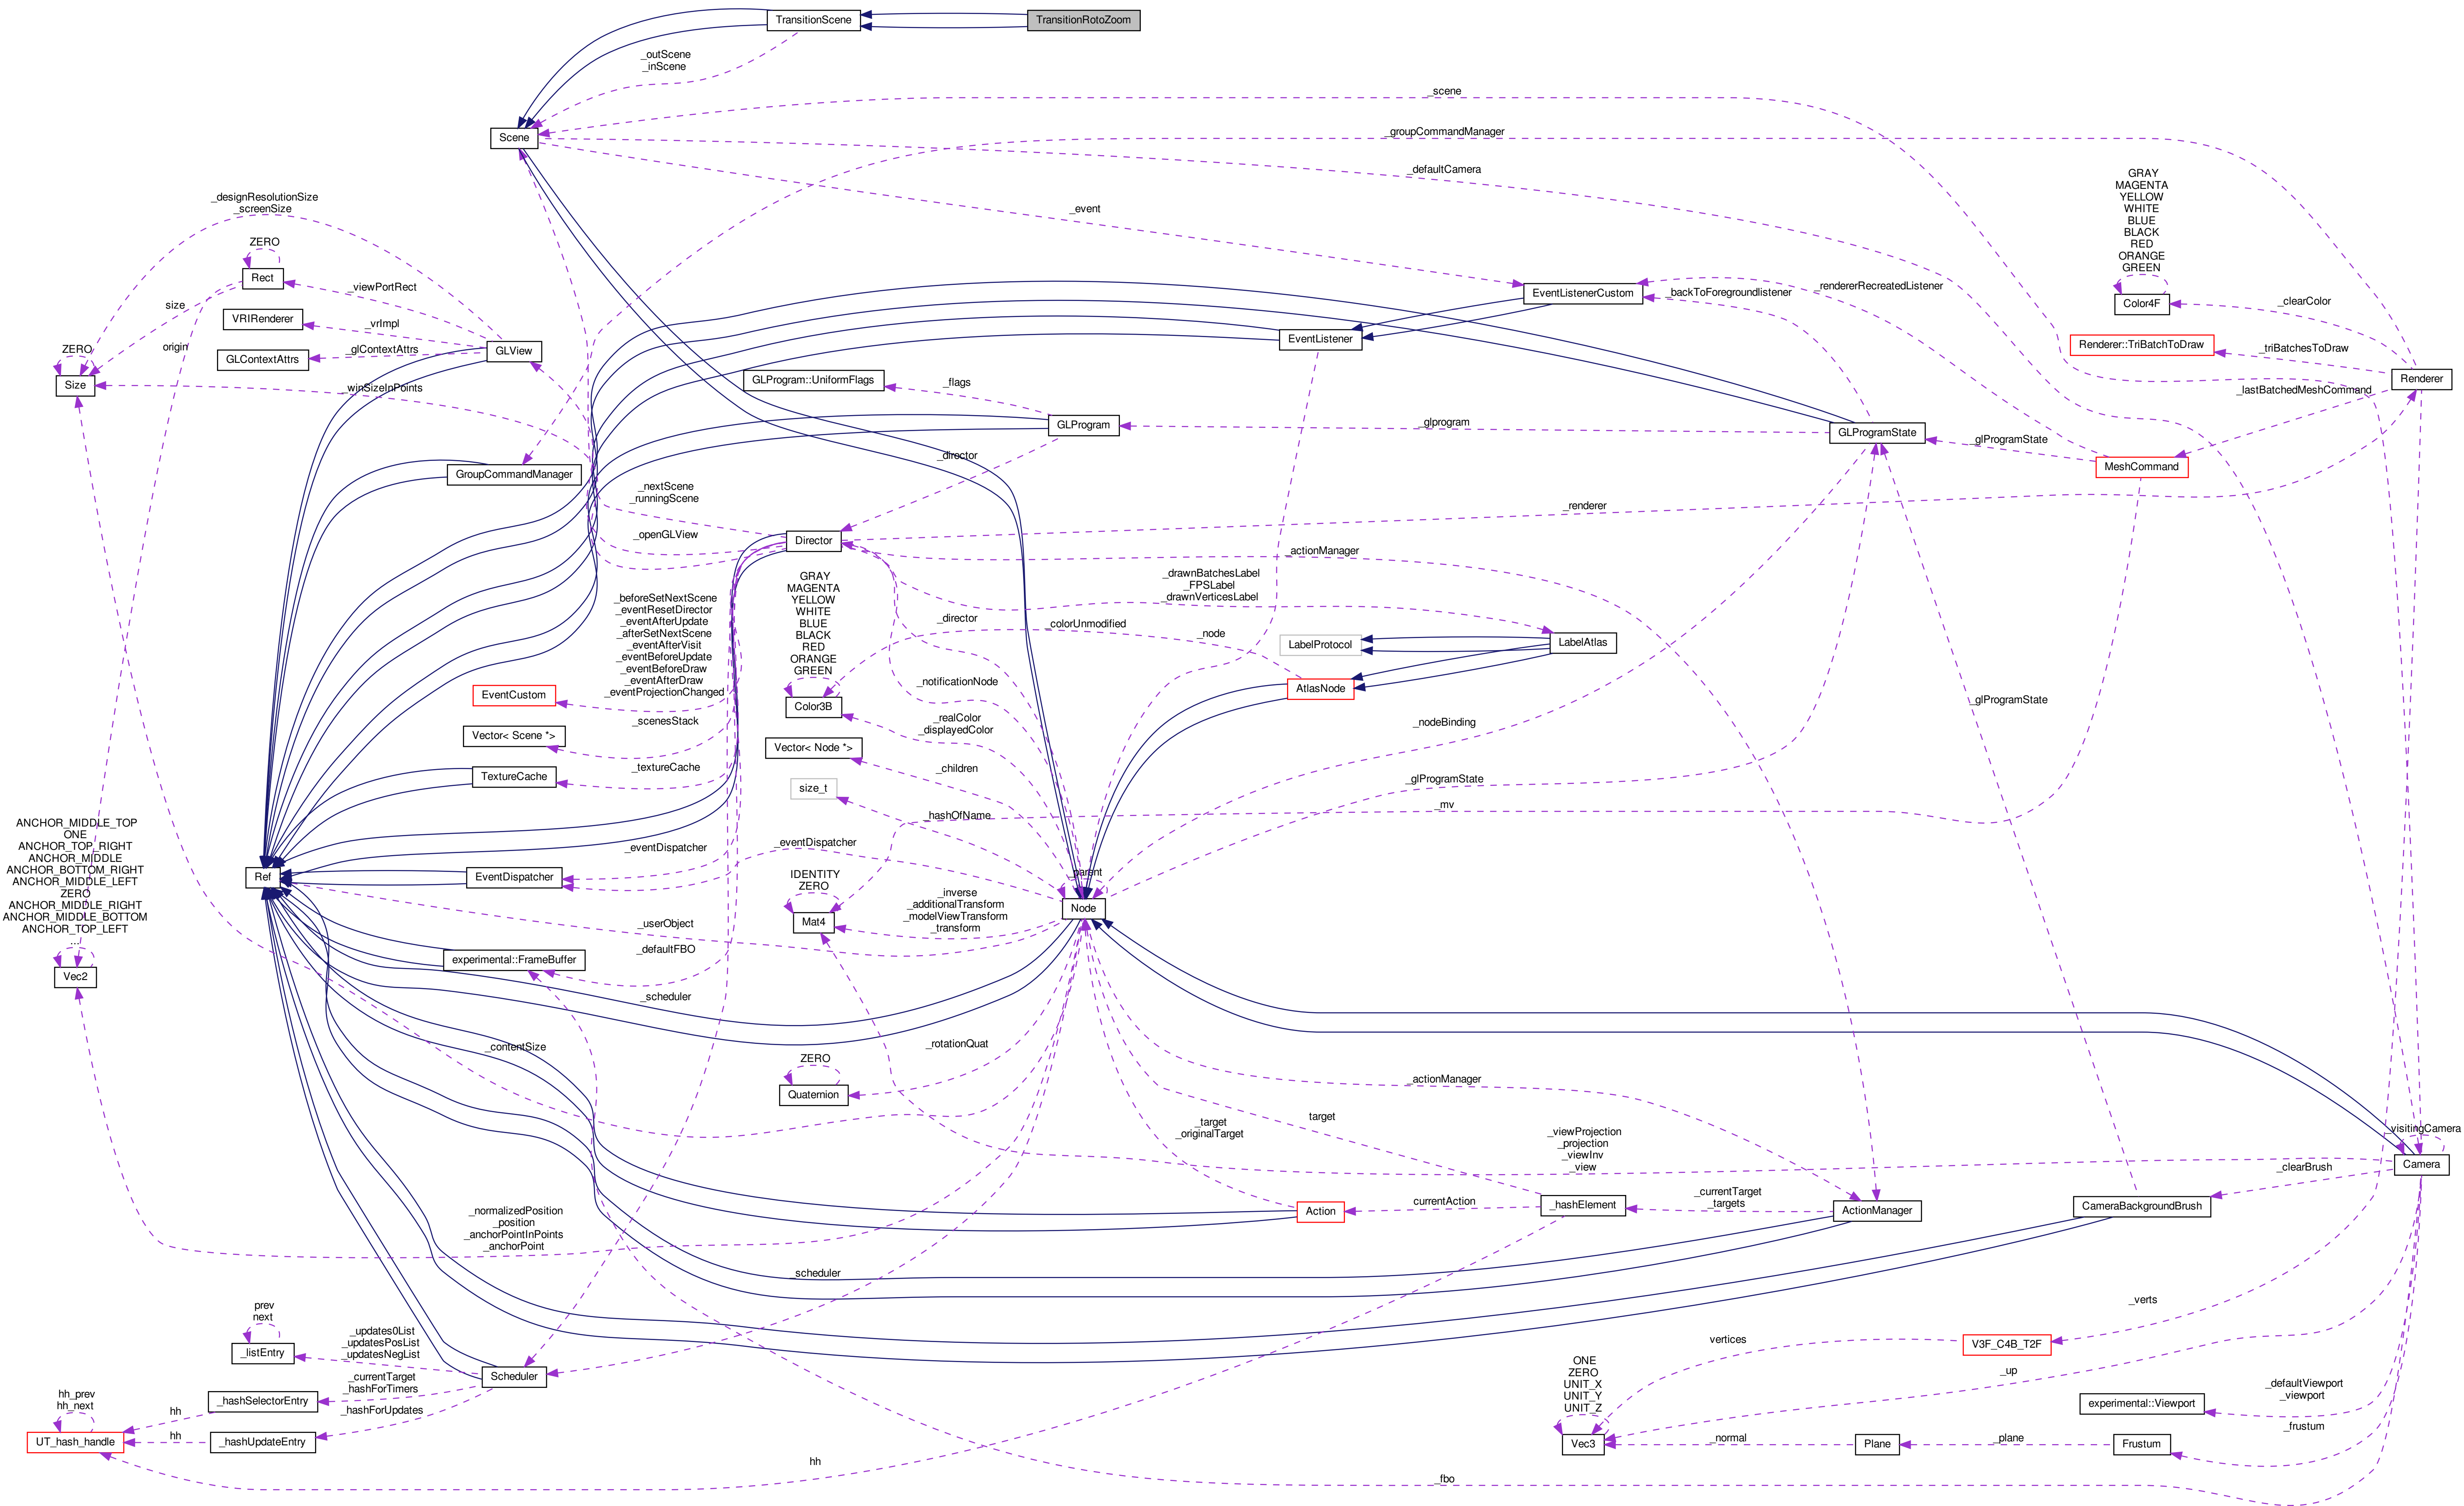 TransitionScene
TransitionRotoZoom
_outScene
_inScene
_scene
Scene
_groupCommandManager
_defaultCamera
GRAY
MAGENTA
YELLOW
WHITE
BLUE
BLACK
RED
ORANGE
GREEN
_designResolutionSize
_screenSize
_event
ZERO
Rect
_viewPortRect
size
EventListenerCustom
_backToForegroundlistener
_rendererRecreatedListener
Color4F
_clearColor
VRIRenderer
_vrImpl
EventListener
origin
ZERO
GLContextAttrs
_glContextAttrs
GLView
Renderer::TriBatchToDraw
_triBatchesToDraw
Size
_winSizeInPoints
GLProgram::UniformFlags
_flags
Renderer
_lastBatchedMeshCommand
GLProgram
_glprogram
GLProgramState
_glProgramState
MeshCommand
GroupCommandManager
_director
_nextScene
_runningScene
_renderer
_openGLView
Director
_actionManager
GRAY
MAGENTA
YELLOW
WHITE
BLUE
BLACK
RED
ORANGE
GREEN
_drawnBatchesLabel
_FPSLabel
_drawnVerticesLabel
_beforeSetNextScene
_eventResetDirector
_eventAfterUpdate
_afterSetNextScene
_eventAfterVisit
_eventBeforeUpdate
_eventBeforeDraw
_eventAfterDraw
_eventProjectionChanged
_director
_colorUnmodified
_node
LabelProtocol
LabelAtlas
EventCustom
Color3B
_notificationNode
AtlasNode
_scenesStack
_realColor
_displayedColor
_nodeBinding
_glProgramState
Vector< Scene *>
Vector< Node *>
TextureCache
_textureCache
_children
_glProgramState
size_t
_mv
_hashOfName
ANCHOR_MIDDLE_TOP
ONE
ANCHOR_TOP_RIGHT
ANCHOR_MIDDLE
ANCHOR_BOTTOM_RIGHT
ANCHOR_MIDDLE_LEFT
ZERO
ANCHOR_MIDDLE_RIGHT
ANCHOR_MIDDLE_BOTTOM
ANCHOR_TOP_LEFT
...
_eventDispatcher
_eventDispatcher
Ref
EventDispatcher
IDENTITY
ZERO
_parent
_inverse
_additionalTransform
_modelViewTransform
_transform
Node
Mat4
_userObject
_defaultFBO
experimental::FrameBuffer
Vec2
_scheduler
_contentSize
_rotationQuat
ZERO
Quaternion
_actionManager
_target
_originalTarget
target
_viewProjection
_projection
_viewInv
_view
_visitingCamera
Camera
_clearBrush
_normalizedPosition
_position
_anchorPointInPoints
_anchorPoint
Action
currentAction
_hashElement
_currentTarget
_targets
ActionManager
CameraBackgroundBrush
_scheduler
prev
next
_listEntry
_updates0List
_updatesPosList
_updatesNegList
_verts
V3F_C4B_T2F
vertices
Scheduler
_currentTarget
_hashForTimers
ONE
ZERO
UNIT_X
UNIT_Y
UNIT_Z
_up
_defaultViewport
_viewport
hh_prev
hh_next
_hashSelectorEntry
hh
_hashForUpdates
experimental::Viewport
_frustum
UT_hash_handle
hh
_hashUpdateEntry
Vec3
_normal
Plane
_plane
Frustum
hh
_fbo